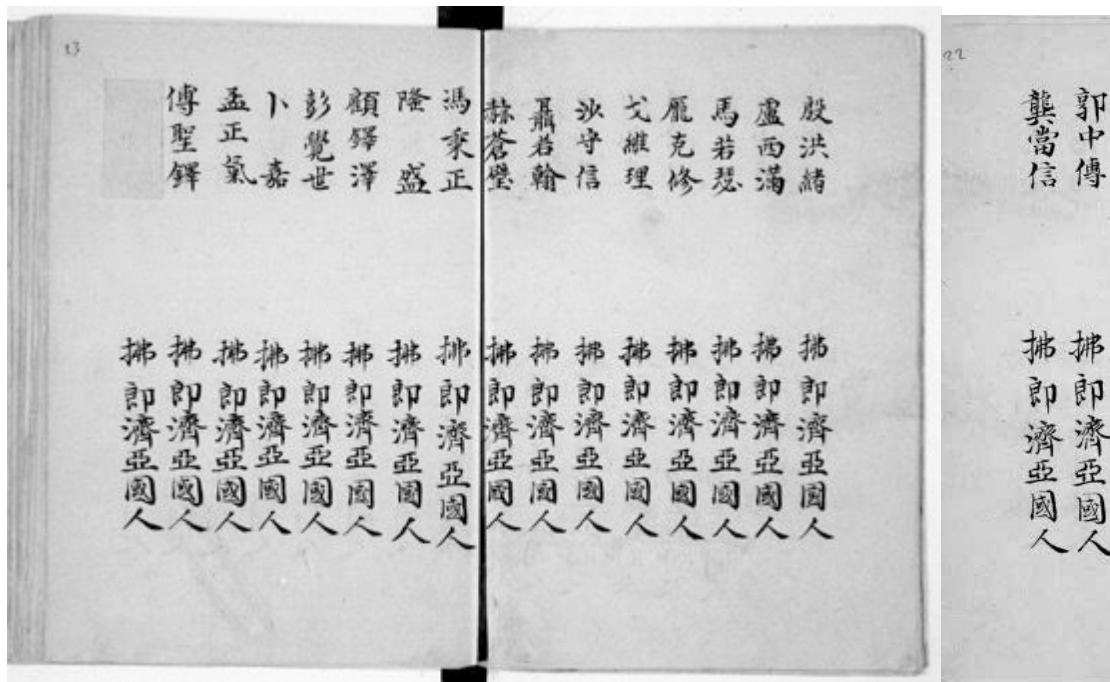 22
郭中傳 拂郎濟亞國人
龔當信 拂郎濟亞國人
殷洪緒 拂郎濟亞國人
盧西滿 拂郎濟亞國人
馬若瑟 拂郎濟亞國人
龐克修 拂郎濟亞國人
戈維理 拂郎濟亞國人
沙守信 拂郎濟亞國人
聶若翰 拂郎濟亞國人
赫蒼璧 拂郎濟亞國人
馮秉正 拂郎濟亞國人
隆盛 拂郎濟亞國人
顧鐸澤 拂郎濟亞國人
彭覺世 拂郎濟亞國人
卜嘉 拂郎濟亞國人
孟正氣 拂郎濟亞國人
傅聖鐸 拂郎濟亞國人
拂郎濟亞國人
23